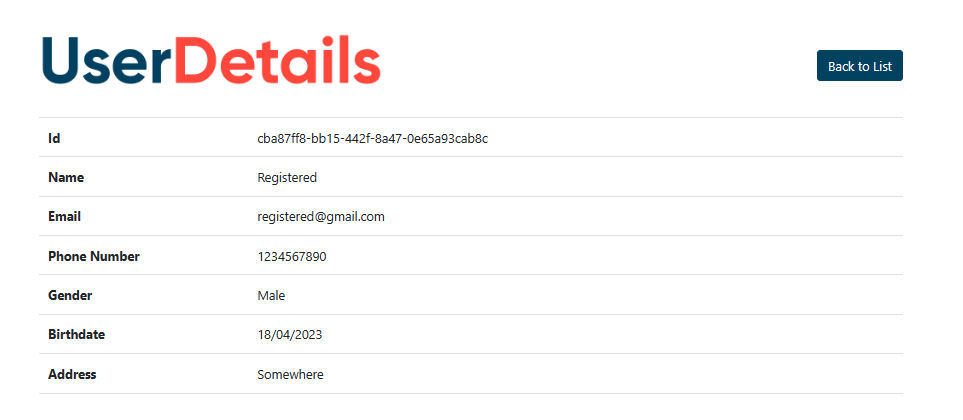 UserDetails
Back to List
Id cba87ff8-bb15-442f-8a47-0e65a93cab8c
Name Registered
Email registered@gmail.com
Phone Number 1234567890
Gender Male
Birthdate 18/04/2023
Address Somewhere